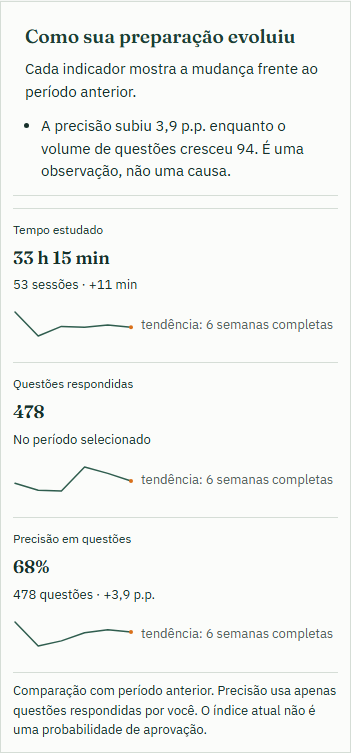 Como sua preparação evoluiu
Cada indicador mostra a mudança frente ao
período anterior.
• A precisão subiu 3,9 p.p. enquanto o
volume de questões cresceu 94. É uma
observação, não uma causa.
Tempo estudado
33 h 15 min
53 sessões · +11 min
tendência: 6 semanas completas
Questões respondidas
478
No período selecionado
tendência: 6 semanas completas
Precisão em questões
68%
478 questões · +3,9 p.p.
tendência: 6 semanas completas
Comparação com período anterior. Precisão usa apenas
questões respondidas por você. O índice atual não é
uma probabilidade de aprovação.